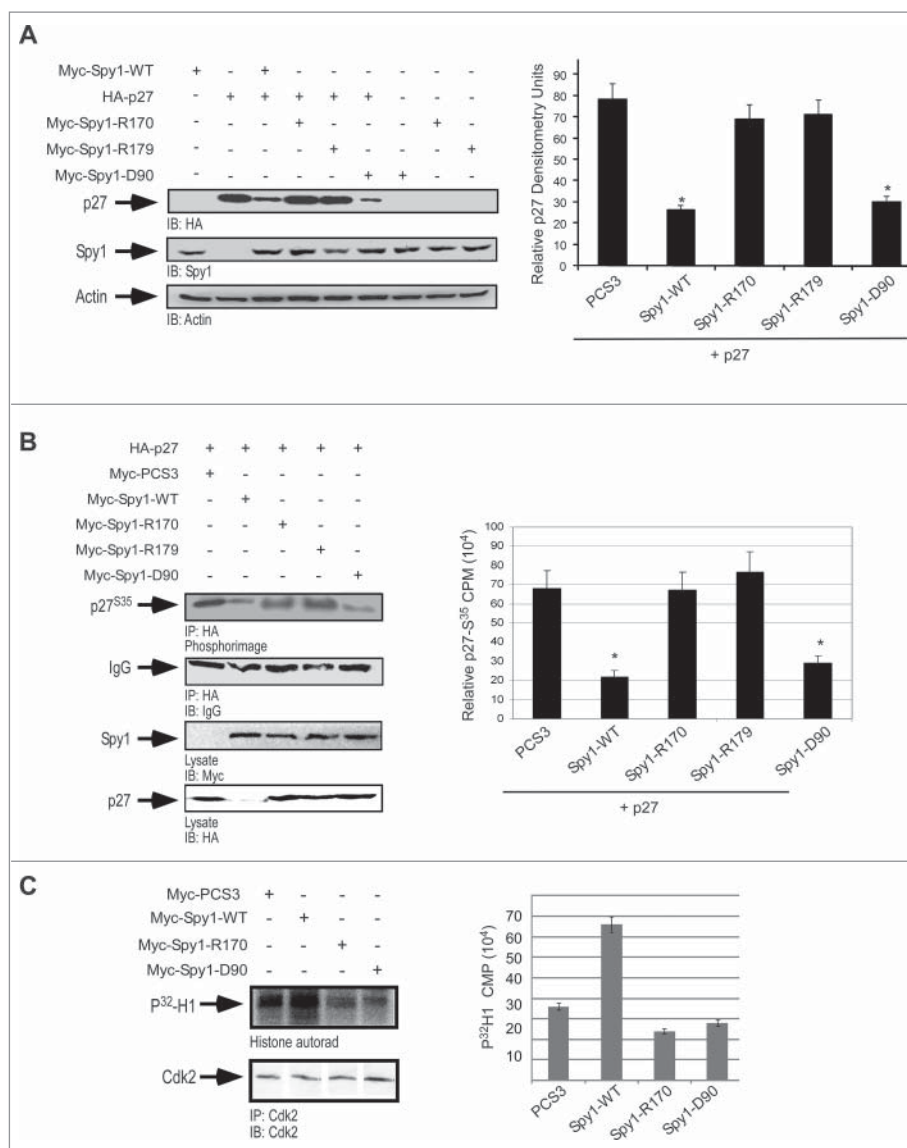 A
Myc-Spy1-WT + - + - - - - - -
HA-p27 - + + + + + - - -
Myc-Spy1-R170 - - - + - - - + -
Myc-Spy1-R179 - - - - + - - - +
Myc-Spy1-D90 - - - - - + + - -
p27
IB: HA
Spy1
IB: Spy1
Actin
IB: Actin
Relative p27 Densitometry Units
90
80
70
60
50
40
30
20
10
0
* *
PCS3 Spy1-WT Spy1-R170 Spy1-R179 Spy1-D90
+ p27
B
HA-p27 + + + + +
Myc-PCS3 + - - - -
Myc-Spy1-WT - + - - -
Myc-Spy1-R170 - - + - -
Myc-Spy1-R179 - - - + -
Myc-Spy1-D90 - - - - +
p27S35
IP: HA
Phosphorimage
IgG
IP: HA
IB: IgG
Spy1
Lysate
IB: Myc
p27
Lysate
IB: HA
Relative p27-S35 CPM (104)
100
90
80
70
60
50
40
30
20
10
0
* *
PCS3 Spy1-WT Spy1-R170 Spy1-R179 Spy1-D90
+ p27
C
Myc-PCS3 + - - -
Myc-Spy1-WT - + - -
Myc-Spy1-R170 - - + -
Myc-Spy1-D90 - - - +
P32-H1
Histone autorad
Cdk2
IP: Cdk2
IB: Cdk2
P32H1 CMP (104)
70
60
50
40
30
20
10
PCS3 Spy1-WT Spy1-R170 Spy1-D90